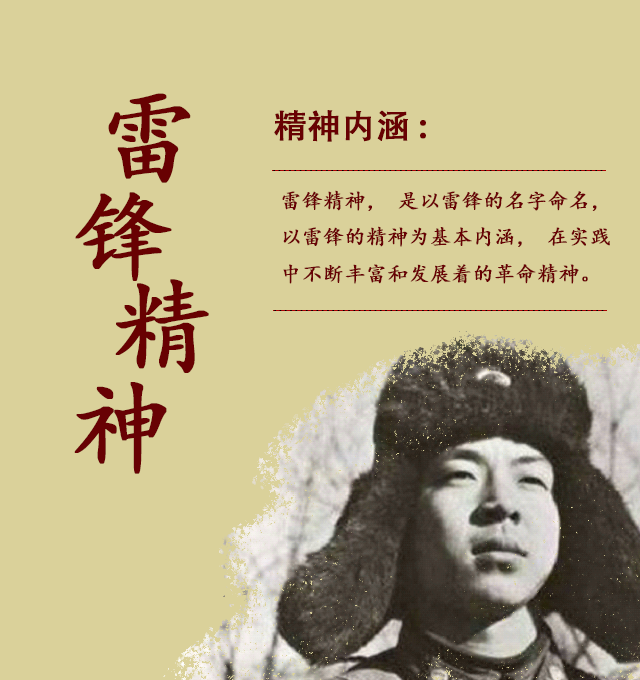 雷锋精神
精神内涵：
雷锋精神， 是以雷锋的名字命名，
以雷锋的精神为基本内涵， 在实践
中不断丰富和发展着的革命精神。